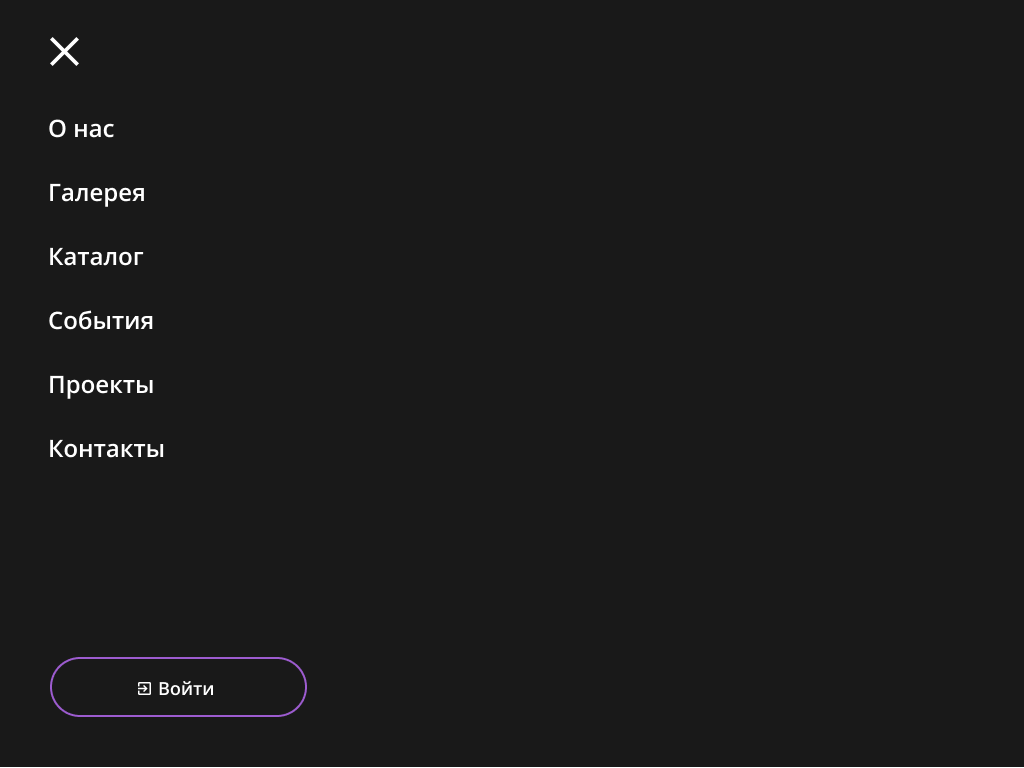 О нас
Галерея
Каталог
События
Проекты
Контакты
Войти